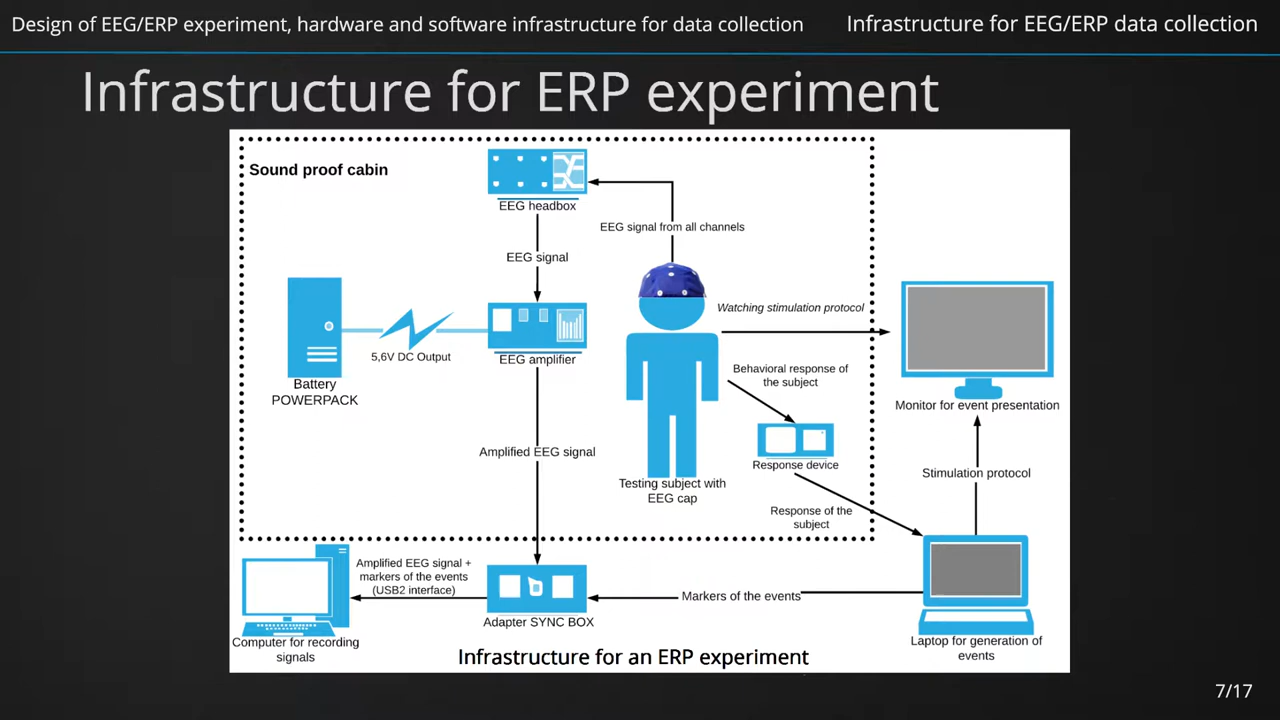 Design of EEG/ERP experiment, hardware and software infrastructure for data collection
Infrastructure for EEG/ERP data collection
Infrastructure for ERP experiment
Sound proof cabin
EEG headbox
EEG signal from all channels
EEG signal
Watching stimulation protocol
5,6V DC Output
EEG amplifier
Battery
POWERPACK
Behavioral response of
the subject
Monitor for event presentation
Amplified EEG signal
Response device
Stimulation protocol
Testing subject with
EEG cap
Response of the
subject
Amplified EEG signal +
markers of the events
(USB2 interface)
Markers of the events
Adapter SYNC BOX
Computer for recording
signals
Laptop for generation of
events
Infrastructure for an ERP experiment
7/17